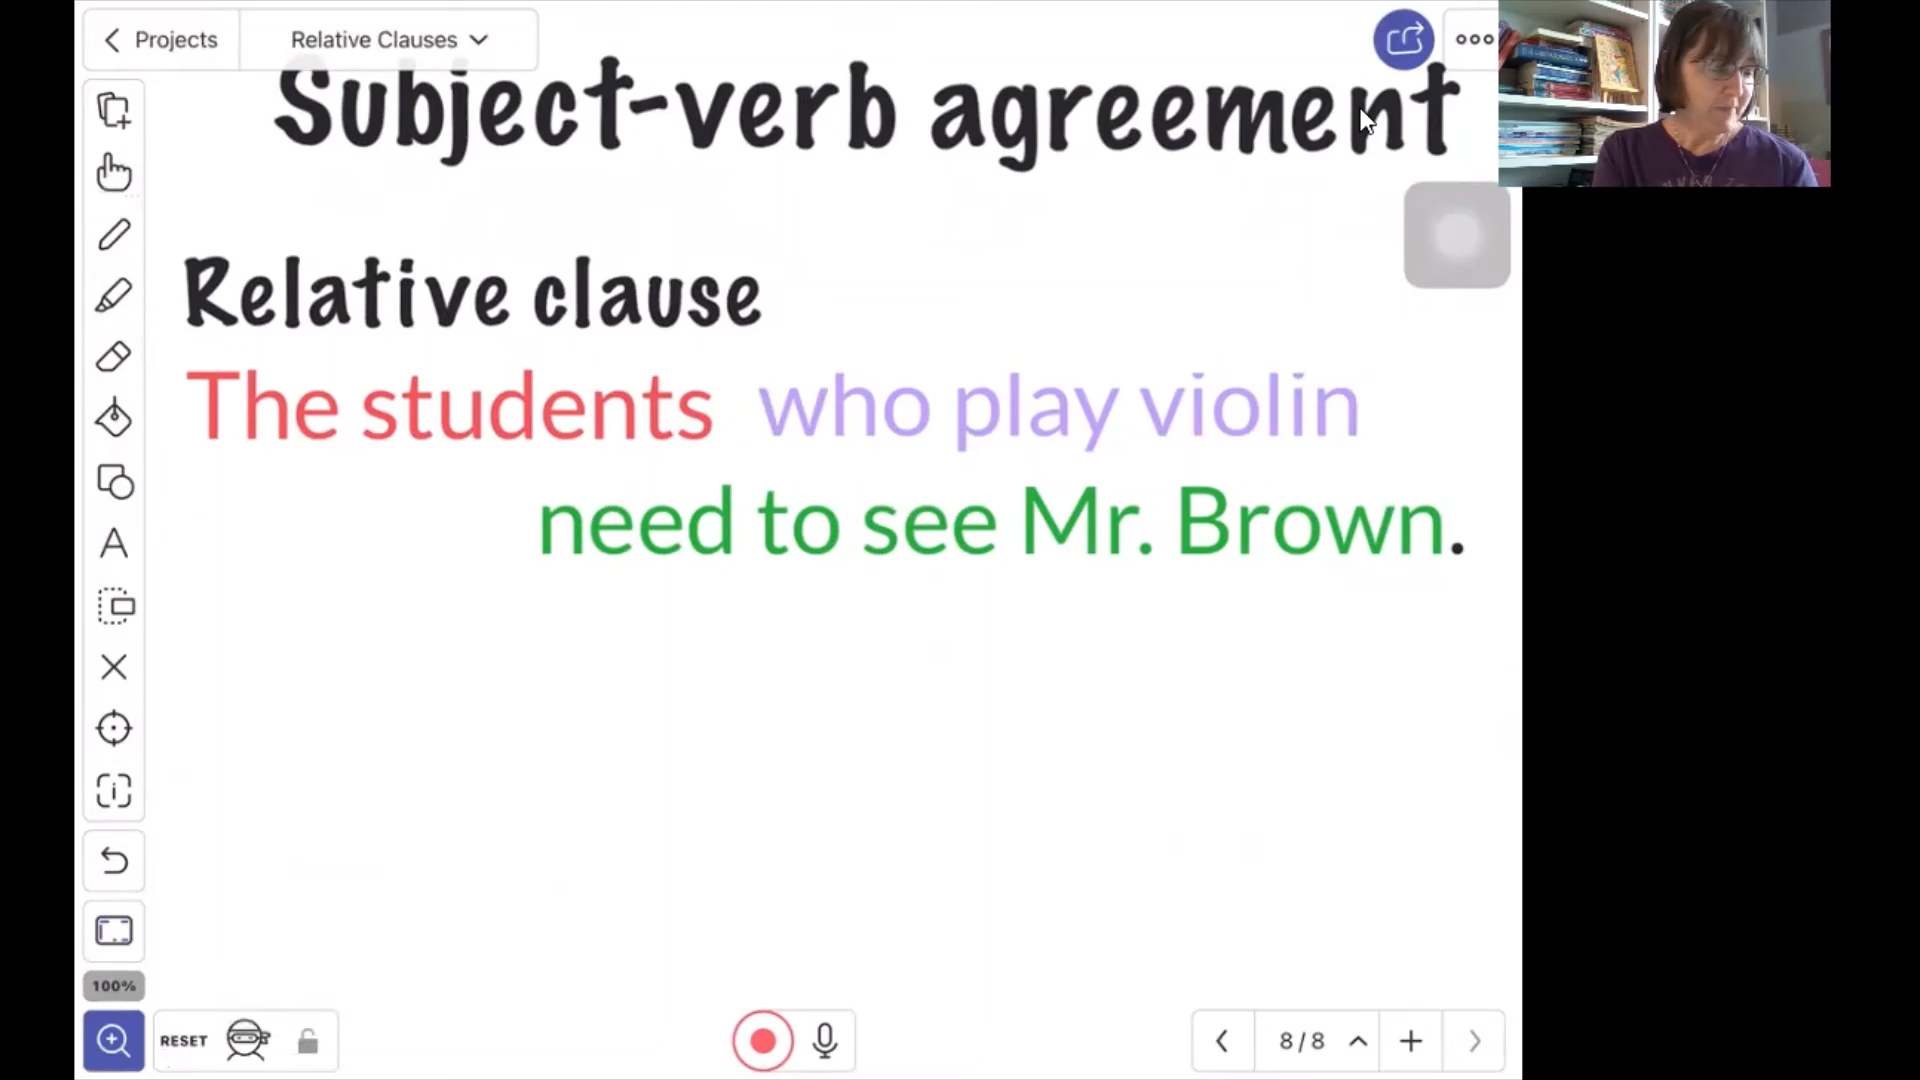 Projects
Relative Clauses
Subject-verb agreement
Relative clause
The students who play violin
need to see Mr. Brown.
100%
RESET
8/8